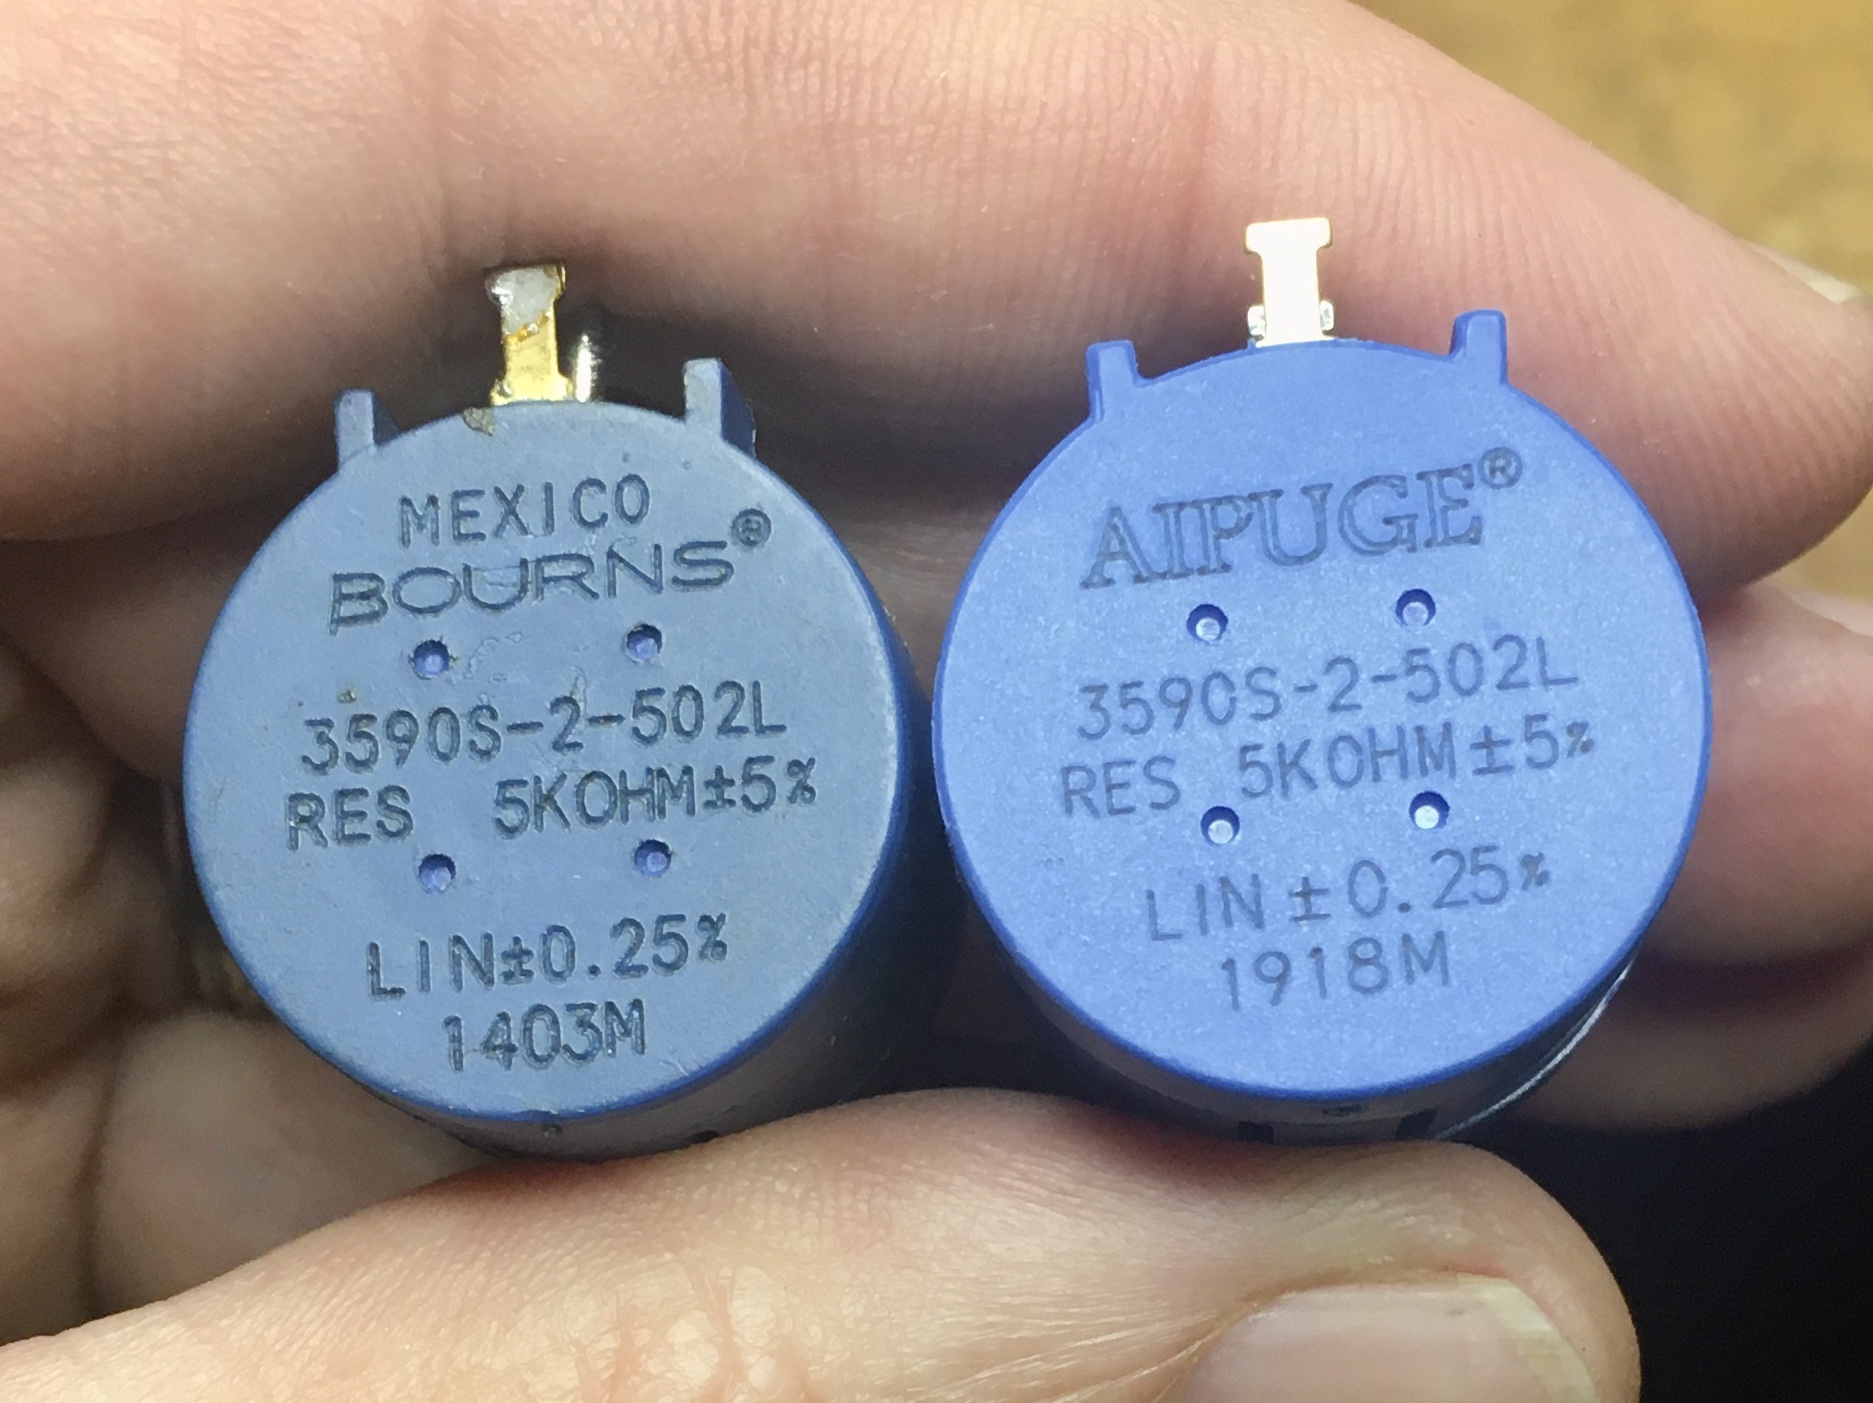 MEXICO
BOURNS®
3590S-2-502L
RES 5KOHM±5%
LIN±0.25%
1403M
AIPUGE®
3590S-2-502L
RES 5KOHM±5%
LIN±0.25%
1918M